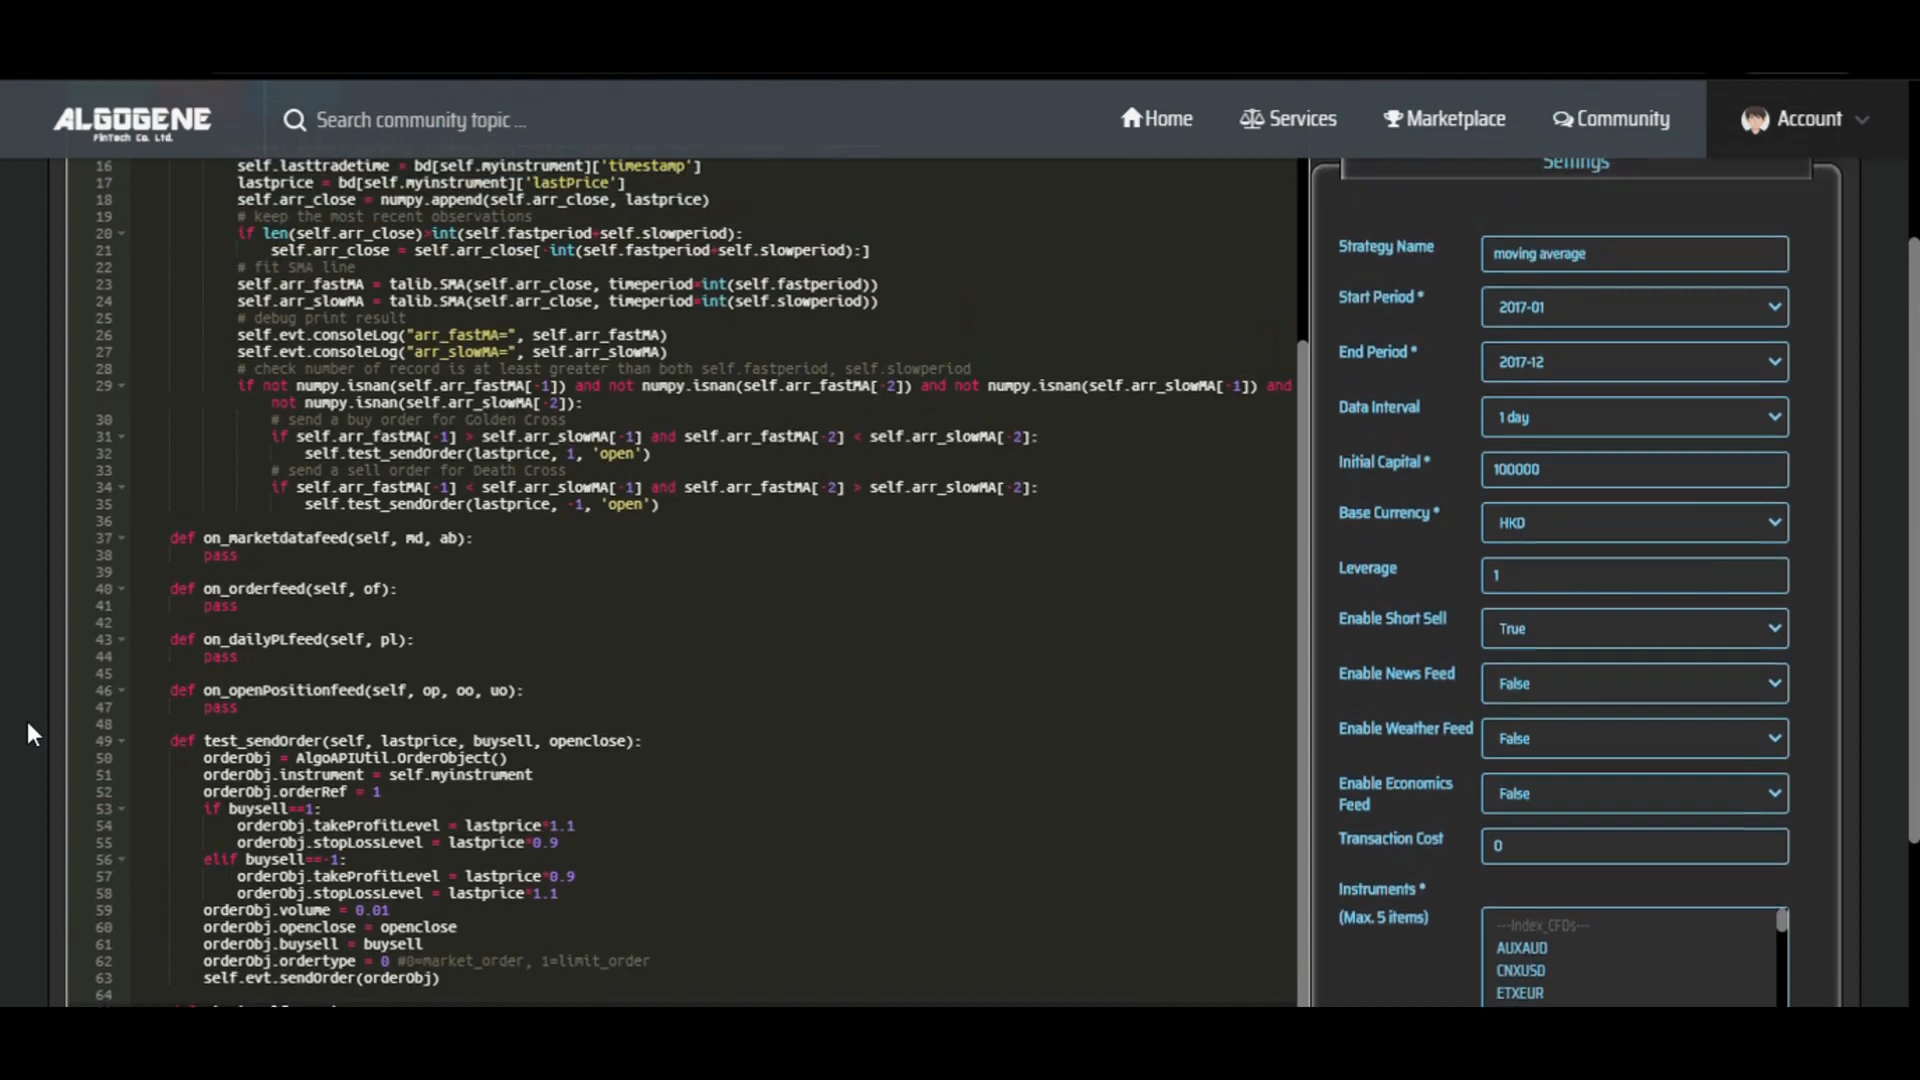 ALGOGENE
FinTech Co. Ltd.
Search community topic ...
Home
Services
Marketplace
Community
Account
16 self.lasttradetime = bd[self.myinstrument]['timestamp']
17 lastprice = bd[self.myinstrument]['lastPrice']
18 self.arr_close = numpy.append(self.arr_close, lastprice)
19 # keep the most recent observations
20 if len(self.arr_close)>int(self.fastperiod+self.slowperiod):
21 self.arr_close = self.arr_close[-int(self.fastperiod+self.slowperiod):]
22 # fit SMA line
23 self.arr_fastMA = talib.SMA(self.arr_close, timeperiod=int(self.fastperiod))
24 self.arr_slowMA = talib.SMA(self.arr_close, timeperiod=int(self.slowperiod))
25 # debug print result
26 self.evt.consoleLog("arr_fastMA=", self.arr_fastMA)
27 self.evt.consoleLog("arr_slowMA=", self.arr_slowMA)
28 # check number of record is at least greater than both self.fastperiod, self.slowperiod
29 if not numpy.isnan(self.arr_fastMA[-1]) and not numpy.isnan(self.arr_fastMA[-2]) and not numpy.isnan(self.arr_slowMA[-1]) and
not numpy.isnan(self.arr_slowMA[-2]):
30 # send a buy order for Golden Cross
31 if self.arr_fastMA[-1] > self.arr_slowMA[-1] and self.arr_fastMA[-2] < self.arr_slowMA[-2]:
32 self.test_sendOrder(lastprice, 1, 'open')
33 # send a sell order for Death Cross
34 if self.arr_fastMA[-1] < self.arr_slowMA[-1] and self.arr_fastMA[-2] > self.arr_slowMA[-2]:
35 self.test_sendOrder(lastprice, -1, 'open')
36
37 def on_marketdatafeed(self, md, ab):
38 pass
39
40 def on_orderfeed(self, of):
41 pass
42
43 def on_dailyPLfeed(self, pl):
44 pass
45
46 def on_openPositionfeed(self, op, oo, uo):
47 pass
48
49 def test_sendOrder(self, lastprice, buysell, openclose):
50 orderObj = AlgoAPIUtil.OrderObject()
51 orderObj.instrument = self.myinstrument
52 orderObj.orderRef = 1
53 if buysell==1:
54 orderObj.takeProfitLevel = lastprice*1.1
55 orderObj.stopLossLevel = lastprice*0.9
56 elif buysell==-1:
57 orderObj.takeProfitLevel = lastprice*0.9
58 orderObj.stopLossLevel = lastprice*1.1
59 orderObj.volume = 0.01
60 orderObj.openclose = openclose
61 orderObj.buysell = buysell
62 orderObj.ordertype = 0 #0=market_order, 1=limit_order
63 self.evt.sendOrder(orderObj)
64
Settings
Strategy Name moving average
Start Period * 2017-01
End Period * 2017-12
Data Interval 1 day
Initial Capital * 100000
Base Currency * HKD
Leverage 1
Enable Short Sell True
Enable News Feed False
Enable Weather Feed False
Enable Economics
Feed
False
Transaction Cost 0
Instruments *
(Max. 5 items)
---Index_CFDs---
AUXAUD
CNXUSD
ETXEUR